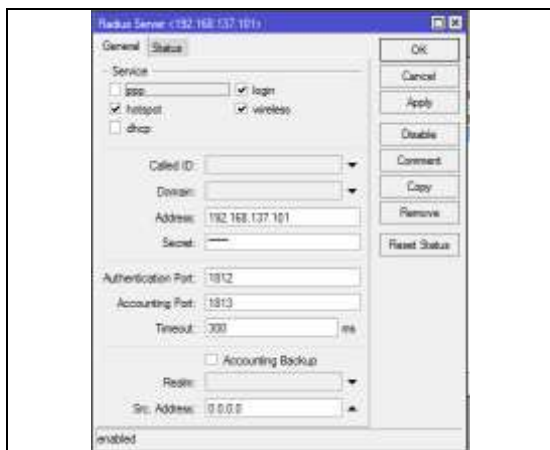 Radius Server <192.168.137.101>
General Status
OK
Service
Cancel
ppp login
Apply
hotspot wireless
dhcp
Disable
Comment
Called ID:
Copy
Domain:
Remove
Address: 192.168.137.101
Secret: *****
Reset Status
Authentication Port: 1812
Accounting Port: 1813
Timeout: 300 ms
Accounting Backup
Realm:
Src. Address: 0.0.0.0
enabled